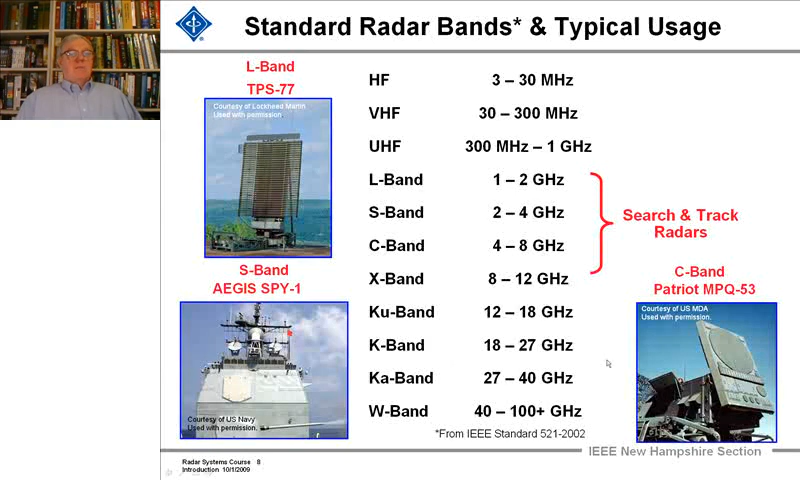 Standard Radar Bands* & Typical Usage
L-Band
TPS-77
Courtesy of Lockheed Martin
Used with permission.
S-Band
AEGIS SPY-1
Courtesy of US Navy
Used with permission.
HF 3 – 30 MHz
VHF 30 – 300 MHz
UHF 300 MHz – 1 GHz
L-Band 1 – 2 GHz
S-Band 2 – 4 GHz
C-Band 4 – 8 GHz
X-Band 8 – 12 GHz
Ku-Band 12 – 18 GHz
K-Band 18 – 27 GHz
Ka-Band 27 – 40 GHz
W-Band 40 – 100+ GHz
*From IEEE Standard 521-2002
Search & Track
Radars
C-Band
Patriot MPQ-53
Courtesy of US MDA
Used with permission.
IEEE New Hampshire Section
Radar Systems Course 8
Introduction 10/1/2009